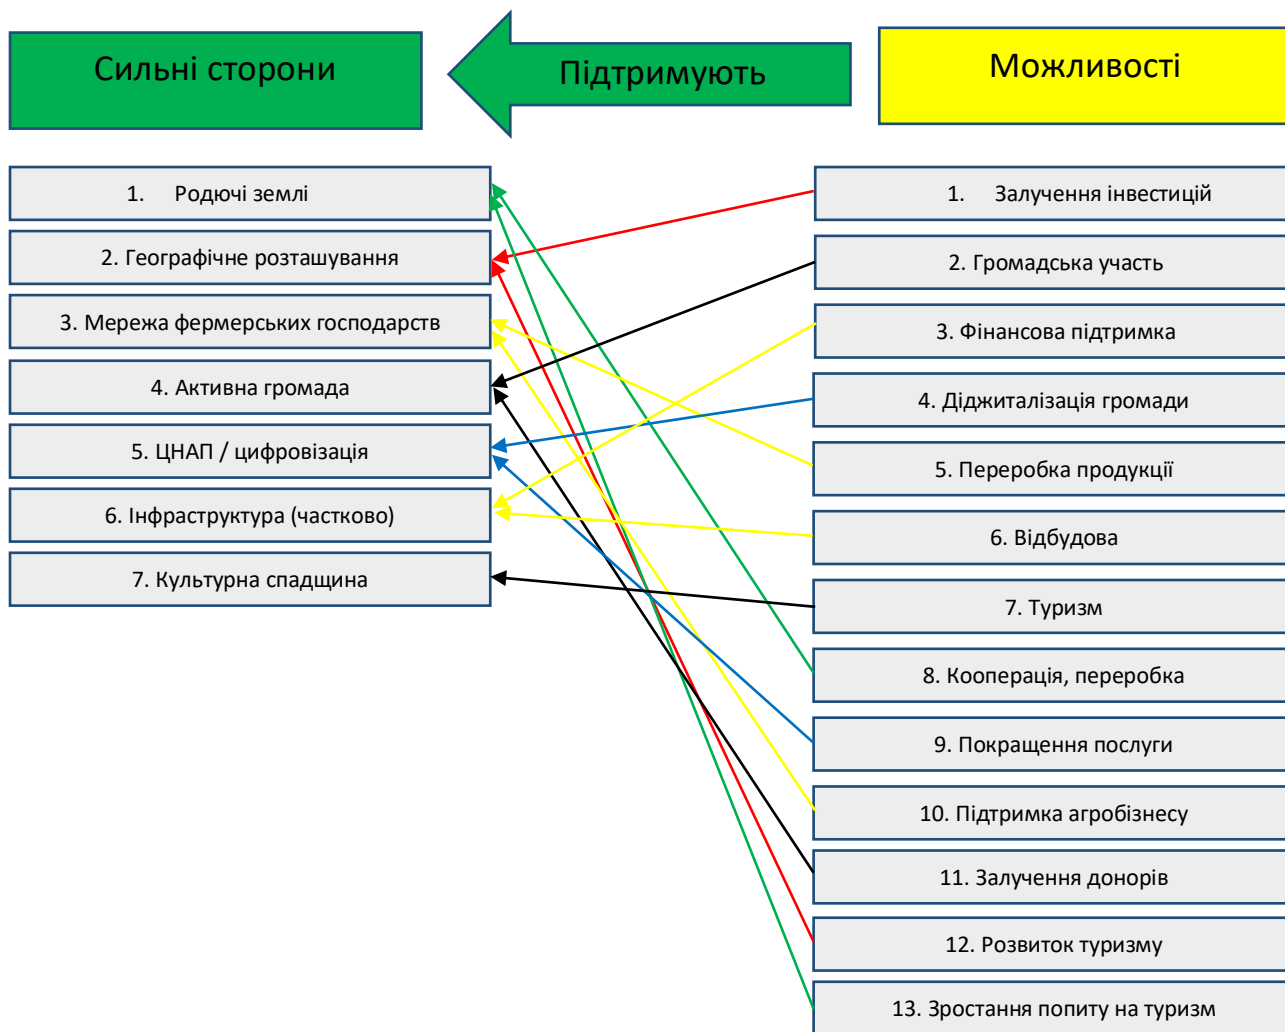 Сильні сторони
Підтримують
Можливості
1. Родючі землі
2. Географічне розташування
3. Мережа фермерських господарств
4. Активна громада
5. ЦНАП / цифровізація
6. Інфраструктура (частково)
7. Культурна спадщина
1. Залучення інвестицій
2. Громадська участь
3. Фінансова підтримка
4. Діджиталізація громади
5. Переробка продукції
6. Відбудова
7. Туризм
8. Кооперація, переробка
9. Покращення послуги
10. Підтримка агробізнесу
11. Залучення донорів
12. Розвиток туризму
13. Зростання попиту на туризм